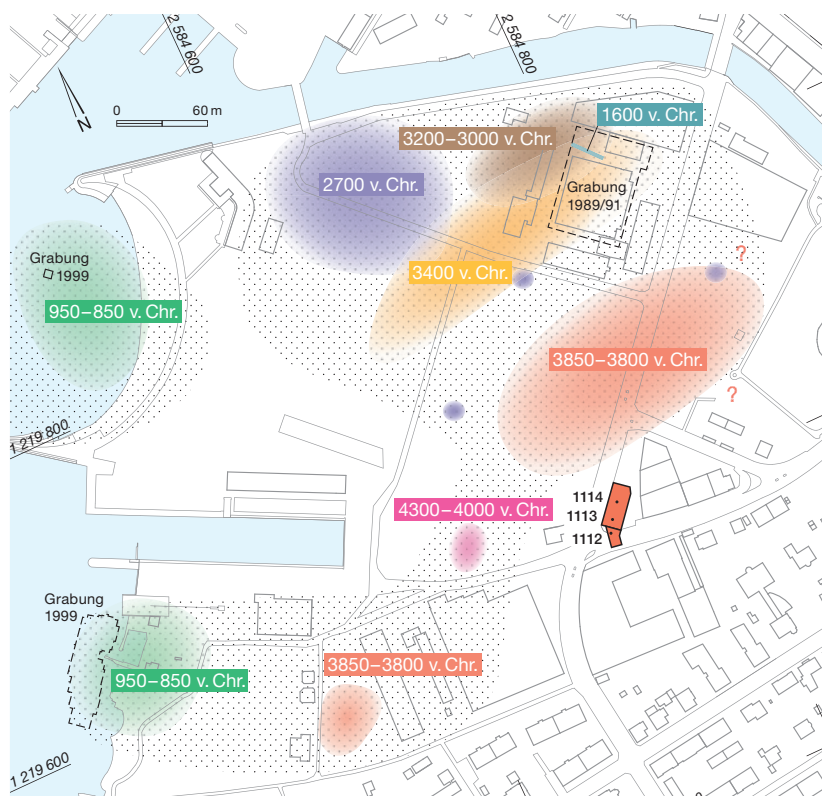 2 584 600
2 584 800
N
0 60 m
1600 v. Chr.
3200–3000 v. Chr.
2700 v. Chr.
Grabung
1989/91
Grabung
1999
?
3400 v. Chr.
950–850 v. Chr.
3850–3800 v. Chr.
?
1 219 800
1114
4300–4000 v. Chr.
1113
1112
Grabung
1999
3850–3800 v. Chr.
950–850 v. Chr.
1 219 600